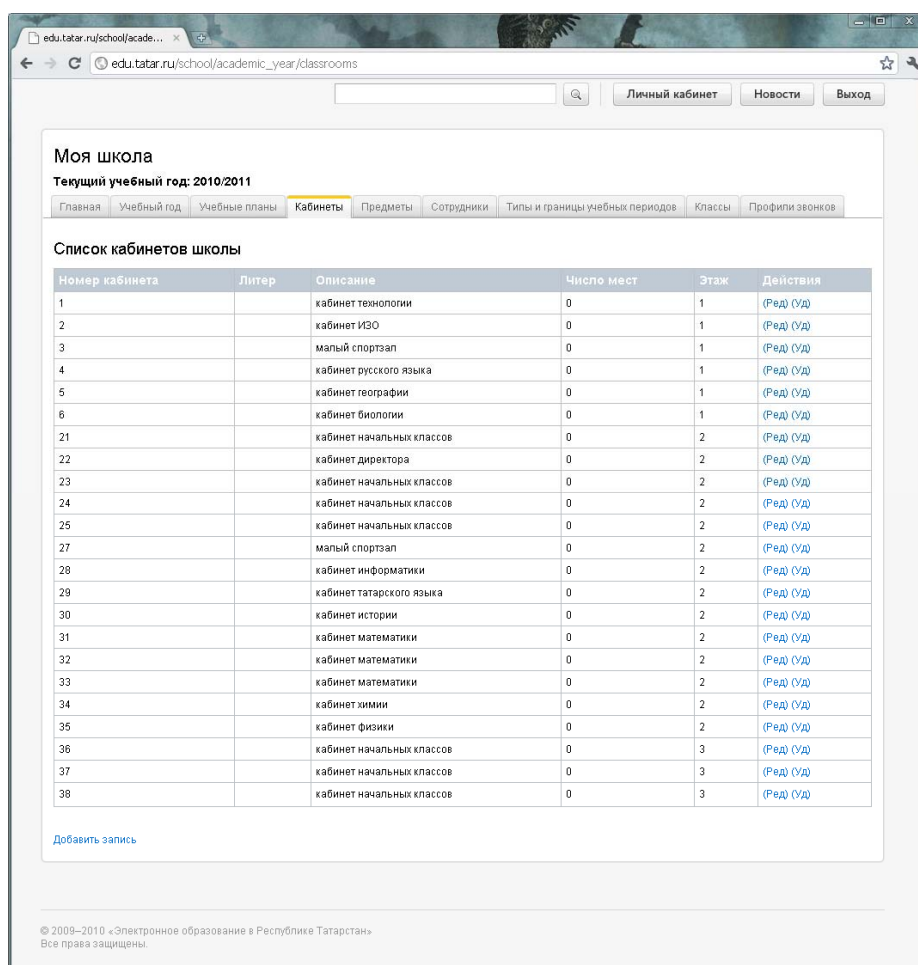 edu.tatar.ru/school/acade...
edu.tatar.ru/school/academic_year/classrooms
Личный кабинет Новости Выход
Моя школа
Текущий учебный год: 2010/2011
Главная Учебный год Учебные планы Кабинеты Предметы Сотрудники Типы и границы учебных периодов Классы Профили звонков
Список кабинетов школы
Номер кабинета Литер Описание Число мест Этаж Действия
1 кабинет технологии 0 1 (Ред) (Уд)
2 кабинет ИЗО 0 1 (Ред) (Уд)
3 малый спортзал 0 1 (Ред) (Уд)
4 кабинет русского языка 0 1 (Ред) (Уд)
5 кабинет географии 0 1 (Ред) (Уд)
6 кабинет биологии 0 1 (Ред) (Уд)
21 кабинет начальных классов 0 2 (Ред) (Уд)
22 кабинет директора 0 2 (Ред) (Уд)
23 кабинет начальных классов 0 2 (Ред) (Уд)
24 кабинет начальных классов 0 2 (Ред) (Уд)
25 кабинет начальных классов 0 2 (Ред) (Уд)
27 малый спортзал 0 2 (Ред) (Уд)
28 кабинет информатики 0 2 (Ред) (Уд)
29 кабинет татарского языка 0 2 (Ред) (Уд)
30 кабинет истории 0 2 (Ред) (Уд)
31 кабинет математики 0 2 (Ред) (Уд)
32 кабинет математики 0 2 (Ред) (Уд)
33 кабинет математики 0 2 (Ред) (Уд)
34 кабинет химии 0 2 (Ред) (Уд)
35 кабинет физики 0 2 (Ред) (Уд)
36 кабинет начальных классов 0 3 (Ред) (Уд)
37 кабинет начальных классов 0 3 (Ред) (Уд)
38 кабинет начальных классов 0 3 (Ред) (Уд)
Добавить запись
© 2009–2010 «Электронное образование в Республике Татарстан»
Все права защищены.